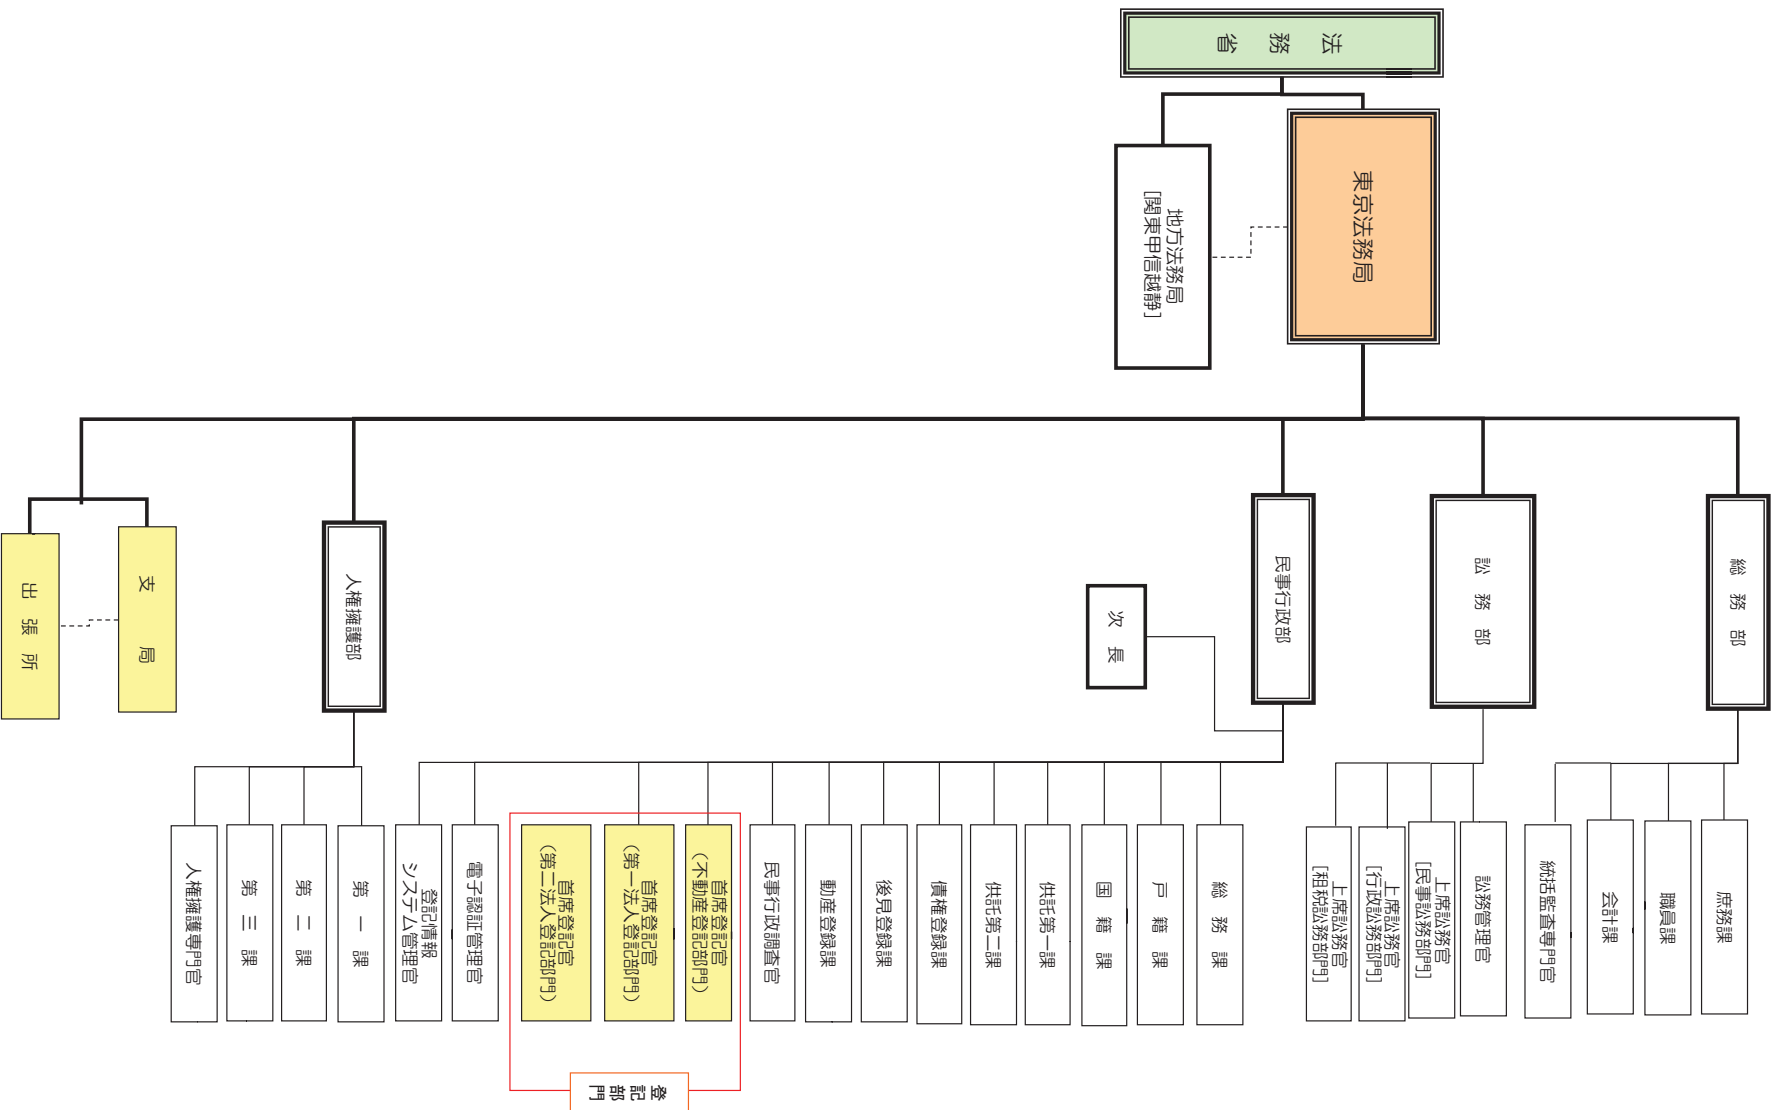 法務省
東京法務局
地方法務局
[関東甲信越静]
総務部
訟務部
民事行政部
次長
人権擁護部
支局
出張所
庶務課
職員課
会計課
統括監査専門官
訟務管理官
上席訟務官
[民事訟務部門]
上席訟務官
[行政訟務部門]
上席訟務官
[租税訟務部門]
総務課
戸籍課
国籍課
供託第一課
供託第二課
債権登録課
後見登録課
動産登録課
民事行政調査官
首席登記官
（不動産登記部門）
首席登記官
（第一法人登記部門）
首席登記官
（第二法人登記部門）
電子認証管理官
登記情報
システム管理官
第一課
第二課
第三課
人権擁護専門官
登記部門